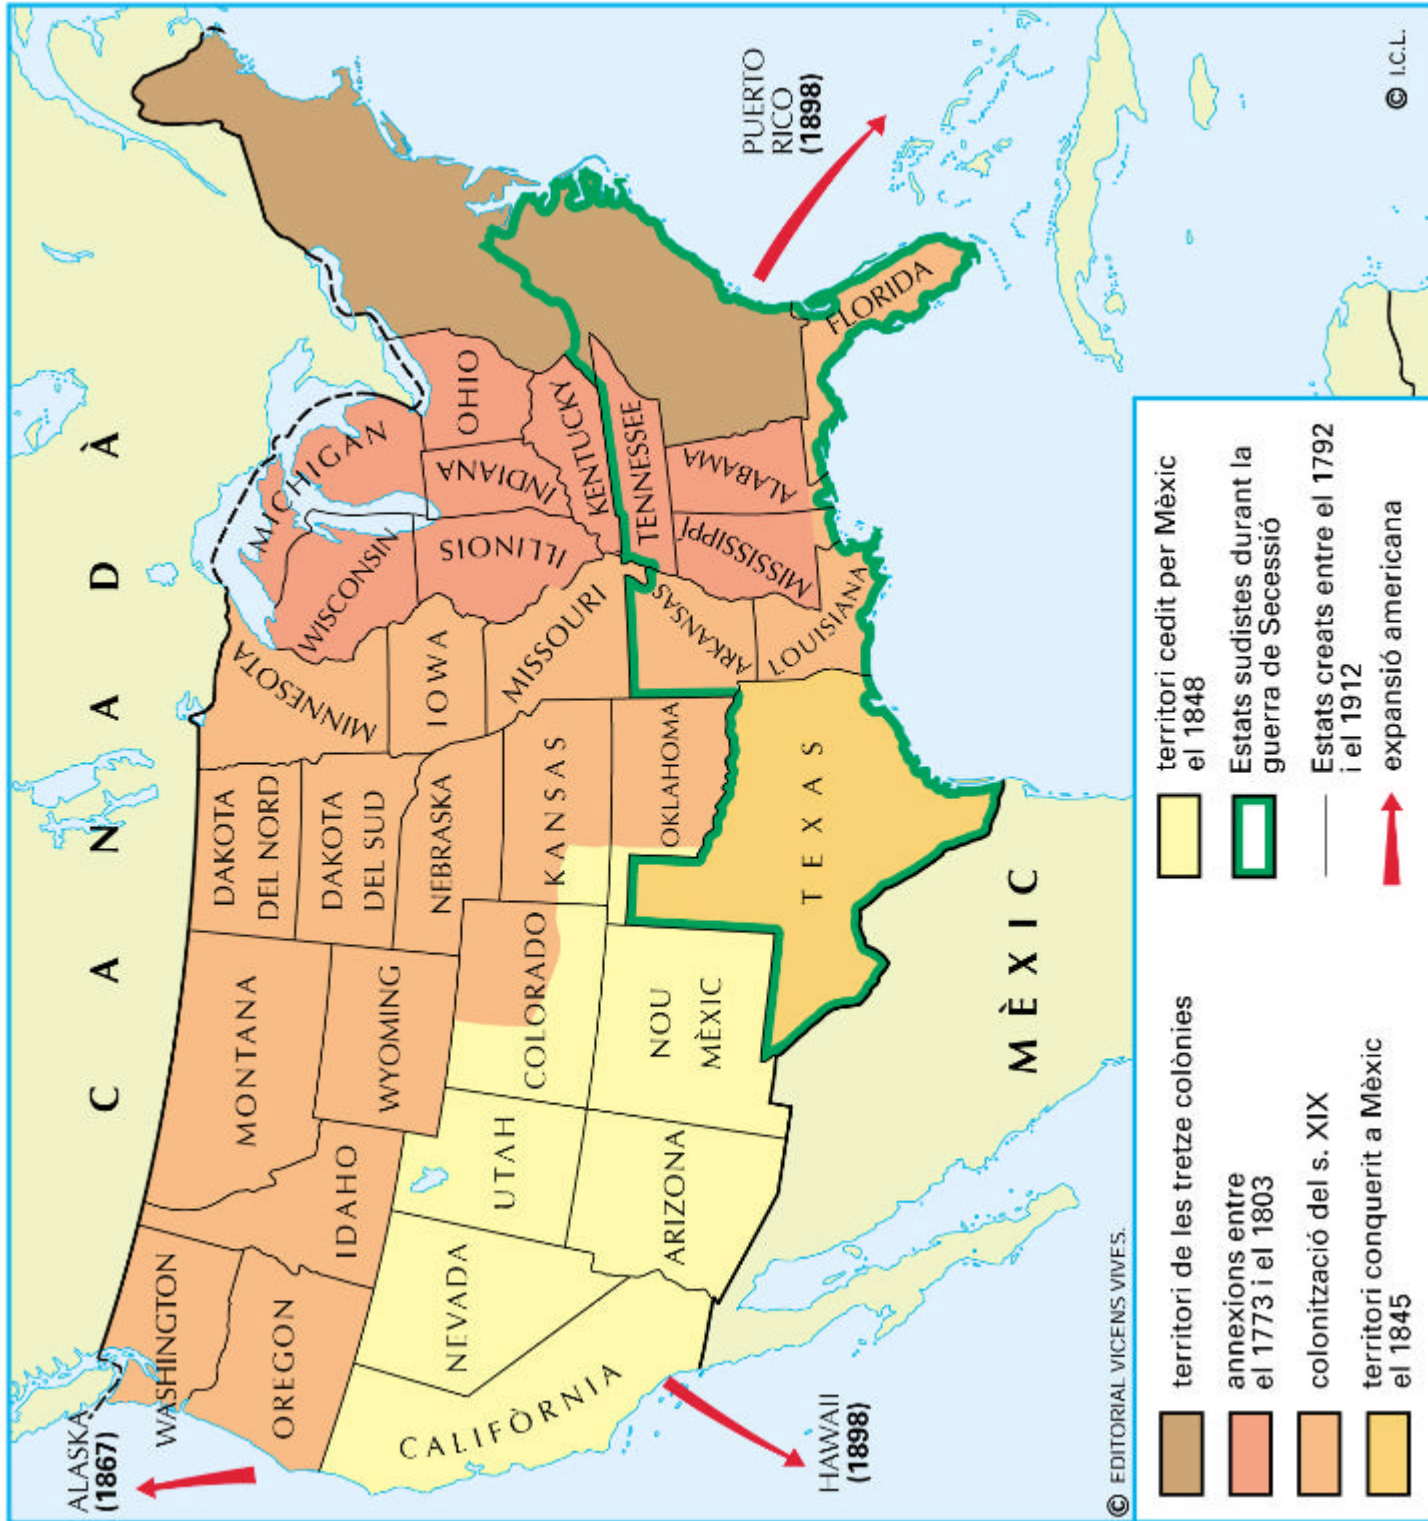 CANADÀ
ALASKA
(1867)
WASHINGTON
OREGON
IDAHO
MONTANA
WYOMING
DAKOTA
DEL NORD
DAKOTA
DEL SUD
NEBRASKA
MINNESOTA
IOWA
WISCONSIN
MICHIGAN
ILLINOIS
INDIANA
OHIO
KENTUCKY
MISSOURI
KANSAS
COLORADO
UTAH
NEVADA
CALIFÒRNIA
ARIZONA
NOU
MÈXIC
OKLAHOMA
TEXAS
ARKANSAS
LOUISIANA
TENNESSEE
MISSISSIPPÍ
ALABAMA
FLORIDA
PUERTO
RICO
(1898)
HAWAII
(1898)
MÈXIC
© EDITORIAL VICENS VIVES.
territori de les tretze colònies
annexions entre
el 1773 i el 1803
colonització del s. XIX
territori conquerit a Mèxic
el 1845
territori cedit per Mèxic
el 1848
Estats sudistes durant la
guerra de Secessió
Estats creats entre el 1792
i el 1912
expansió americana
© I.C.L.